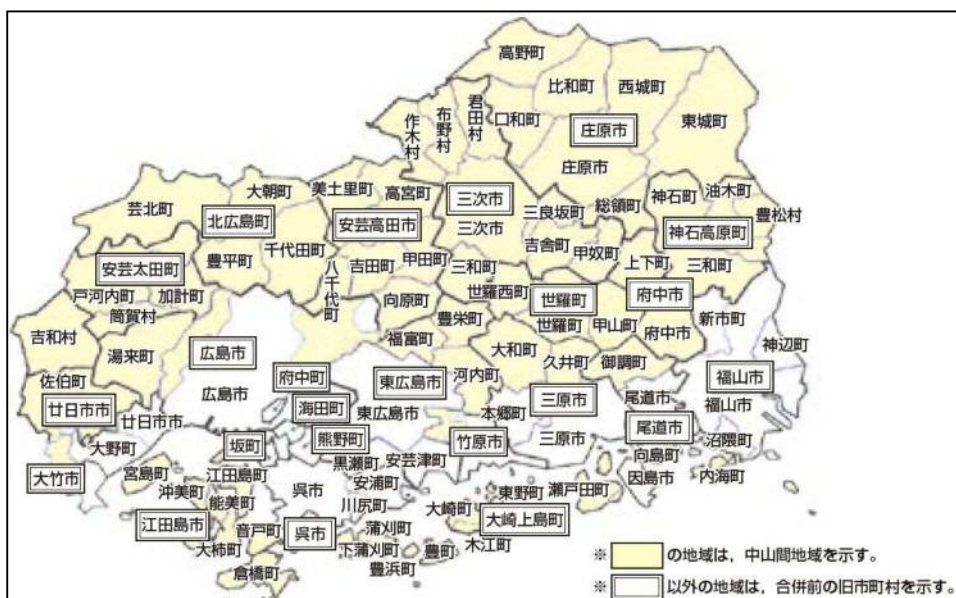 高野町
比和町
西城町
君田村
布野村
作木村
口和町
庄原市
東城町
庄原市
大朝町
美土里町
高宮町
三次市
神石町
油木町
芸北町
北広島町
安芸高田市
三次市
三良坂町
総領町
豊松村
神石高原町
千代田町
吉舎町
甲奴町
安芸太田町
豊平町
八千代町
吉田町
甲田町
三和町
上下町
三和町
戸河内町
加計町
向原町
世羅西町
世羅町
府中市
筒賀村
豊栄町
世羅町
甲山町
府中市
新市町
吉和村
湯来町
広島市
福富町
大和町
久井町
御調町
神辺町
佐伯町
府中町
東広島市
河内町
福山市
廿日市市
広島市
海田町
東広島市
本郷町
三原市
尾道市
福山市
廿日市市
大野町
坂町
熊野町
竹原市
三原市
尾道市
沼隈町
大竹市
宮島町
江田島町
黒瀬町
安芸津町
向島町
因島市
内海町
沖美町
能美町
呉市
安浦町
川尻町
東野町
瀬戸田町
大崎町
大崎上島町
江田島市
音戸町
呉市
蒲刈町
木江町
大柿町
下蒲刈町
豊町
豊浜町
倉橋町
※の地域は，中山間地域を示す。
※以外の地域は，合併前の旧市町村を示す。